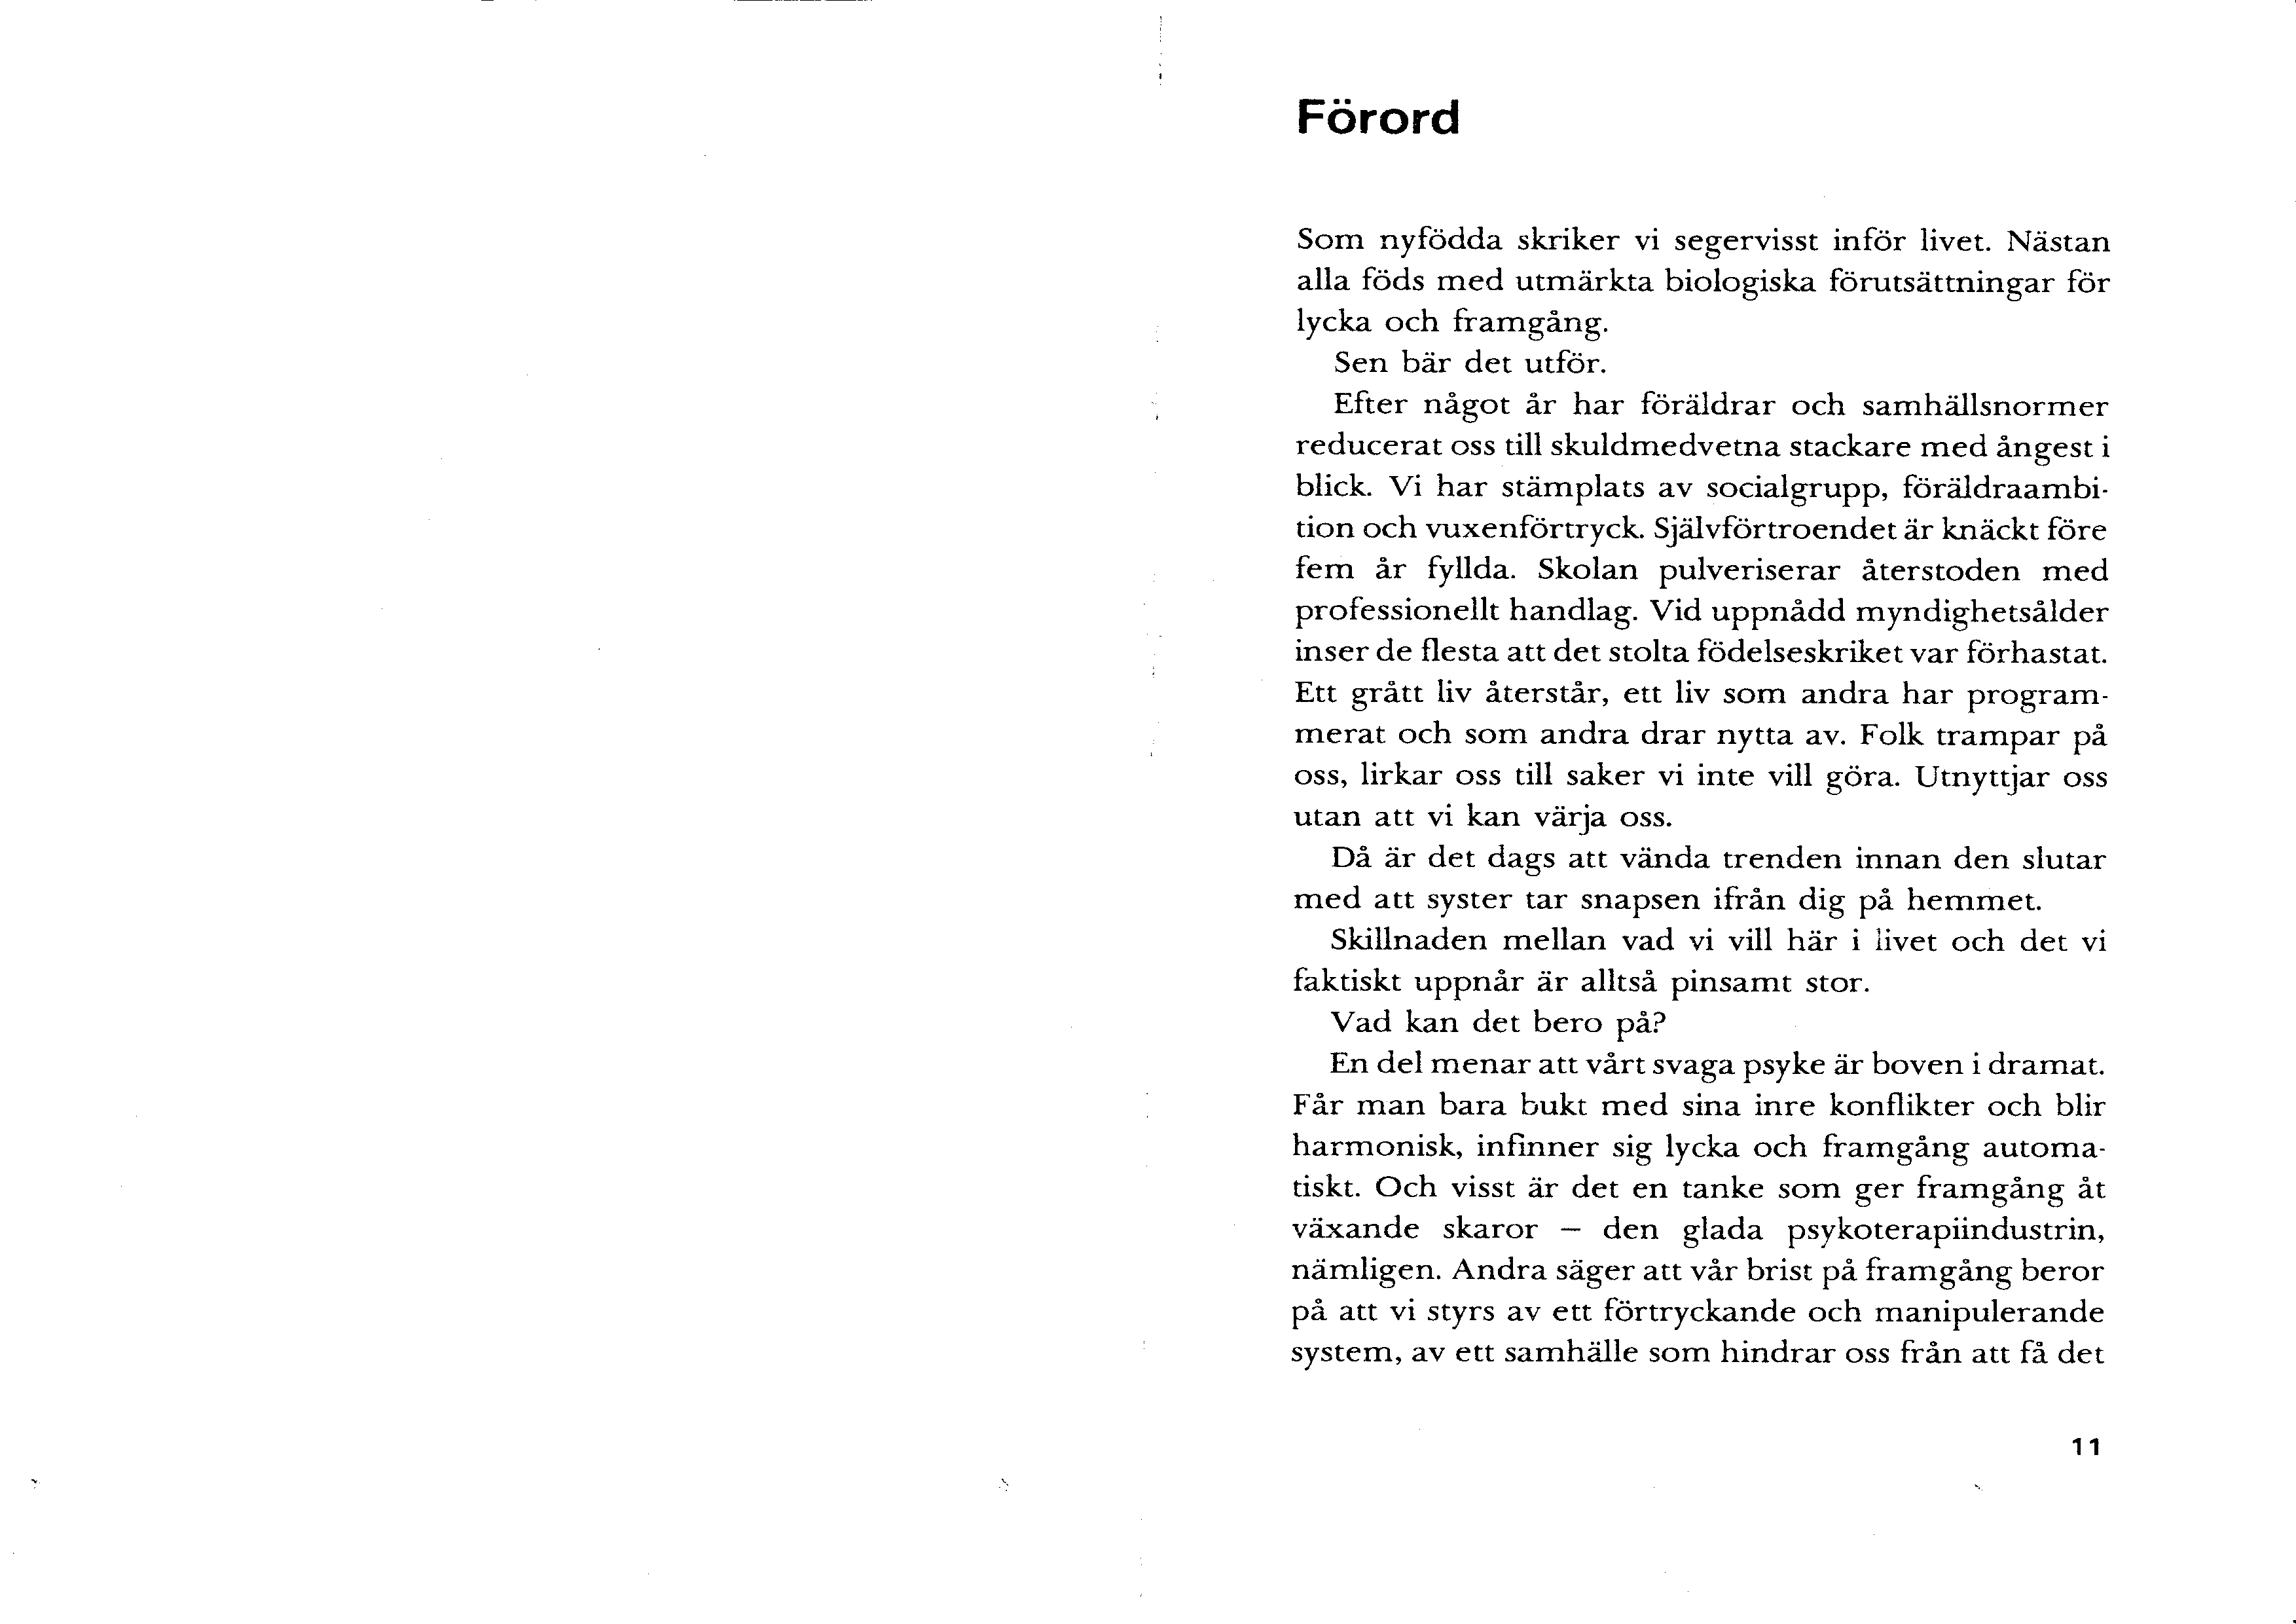 Förord
Som nyfödda skriker vi segervisst inför livet. Nästan
alla föds med utmärkta biologiska förutsättningar för
lycka och framgång.
Sen bär det utför.
Efter något år har föräldrar och samhällsnormer
reducerat oss till skuldmedvetna stackare med ångest i
blick. Vi har stämplats av socialgrupp, föräldraambi-
tion och vuxenförtryck. Självförtroendet är knäckt före
fem år fyllda. Skolan pulveriserar återstoden med
professionellt handlag. Vid uppnådd myndighetsålder
inser de flesta att det stolta födelseskriket var förhastat.
Ett grått liv återstår, ett liv som andra har program-
merat och som andra drar nytta av. Folk trampar på
oss, lirkar oss till saker vi inte vill göra. Utnyttjar oss
utan att vi kan värja oss.
Då är det dags att vända trenden innan den slutar
med att syster tar snapsen ifrån dig på hemmet.
Skillnaden mellan vad vi vill här i livet och det vi
faktiskt uppnår är alltså pinsamt stor.
Vad kan det bero på?
En del menar att vårt svaga psyke är boven i dramat.
Får man bara bukt med sina inre konflikter och blir
harmonisk, infinner sig lycka och framgång automa-
tiskt. Och visst är det en tanke som ger framgång åt
växande skaror – den glada psykoterapiindustrin,
nämligen. Andra säger att vår brist på framgång beror
på att vi styrs av ett förtryckande och manipulerande
system, av ett samhälle som hindrar oss från att få det
11